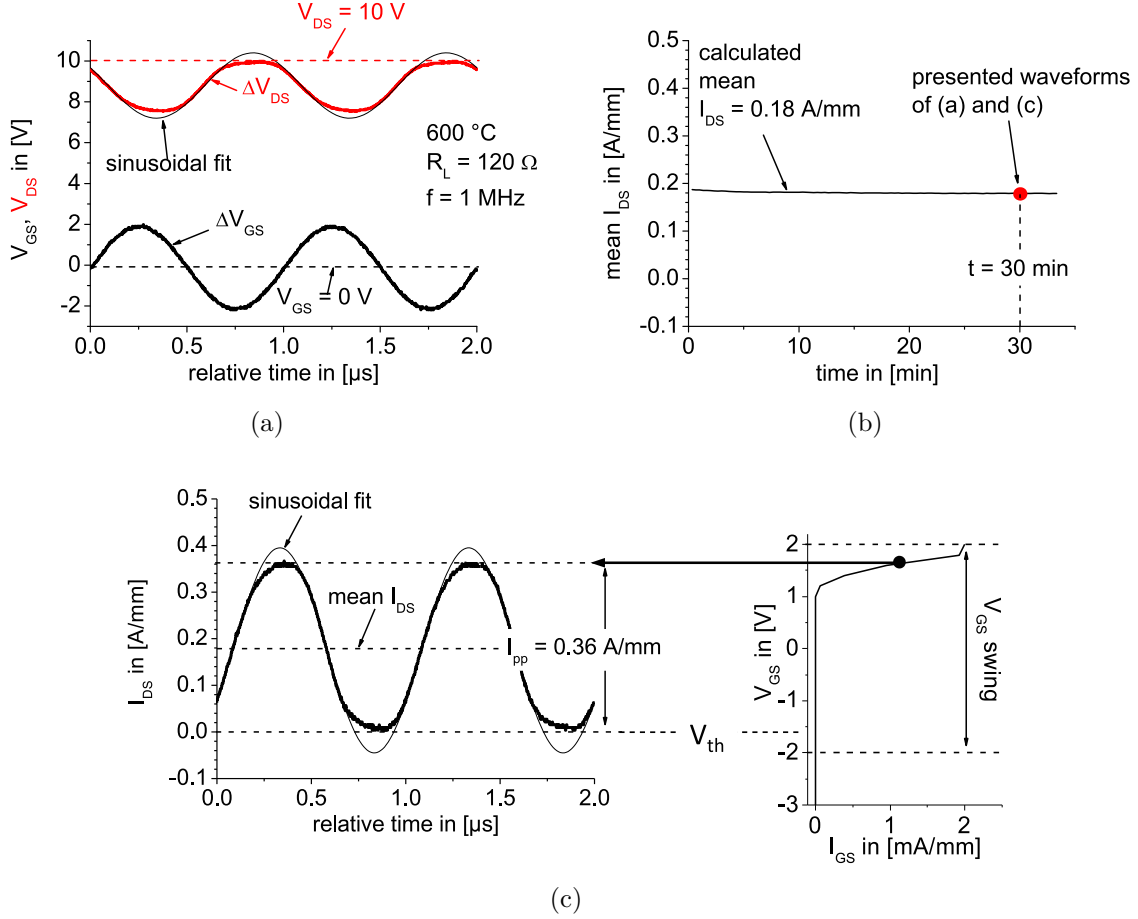 V_DS = 10 V
10
8
6
4
2
0
-2
V_GS, V_DS in [V]
ΔV_DS
sinusoidal fit
600 °C
R_L = 120 Ω
f = 1 MHz
ΔV_GS
V_GS = 0 V
0.0 0.5 1.0 1.5 2.0
relative time in [µs]
(a)
0.5
0.4
0.3
0.2
0.1
0.0
-0.1
mean I_DS in [A/mm]
calculated
mean
I_DS = 0.18 A/mm
presented waveforms
of (a) and (c)
t = 30 min
0 10 20 30
time in [min]
(b)
sinusoidal fit
0.5
0.4
0.3
0.2
0.1
0.0
-0.1
I_DS in [A/mm]
mean I_DS
I_pp = 0.36 A/mm
V_th
0.0 0.5 1.0 1.5 2.0
relative time in [µs]
2
1
0
-1
-2
-3
V_GS in [V]
V_GS swing
0 1 2
I_GS in [mA/mm]
(c)